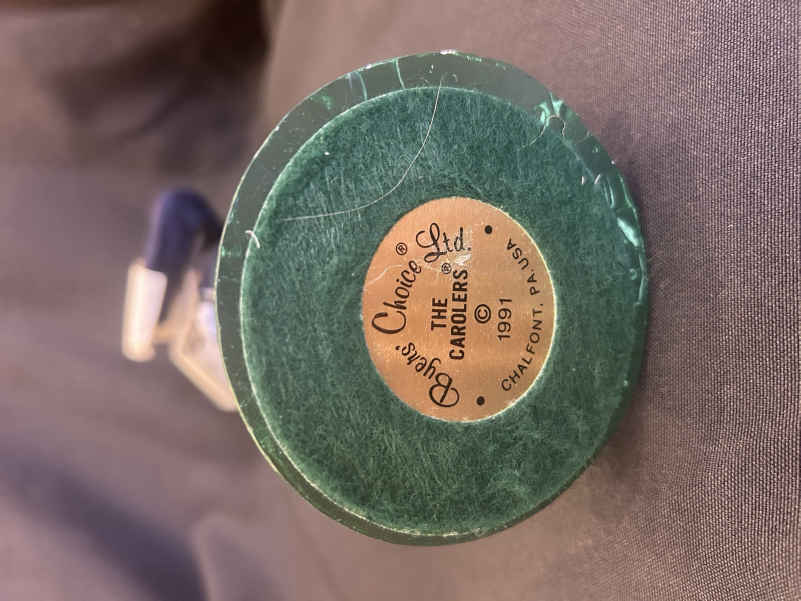 Byers' Choice® Ltd.
THE
CAROLERS®
©
1991
CHALFONT, PA. USA